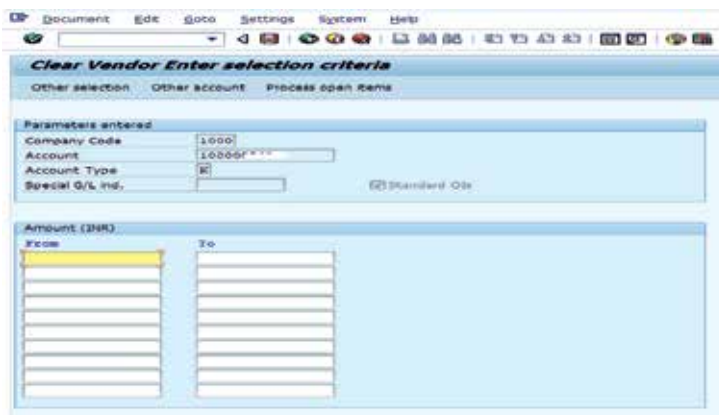 Document Edit Goto Settings System Help
Clear Vendor Enter selection criteria
Other selection Other account Process open items
Parameters entered
Company Code 1000
Account
Account Type K
Special G/L ind. Standard OIs
Amount (INR)
From To